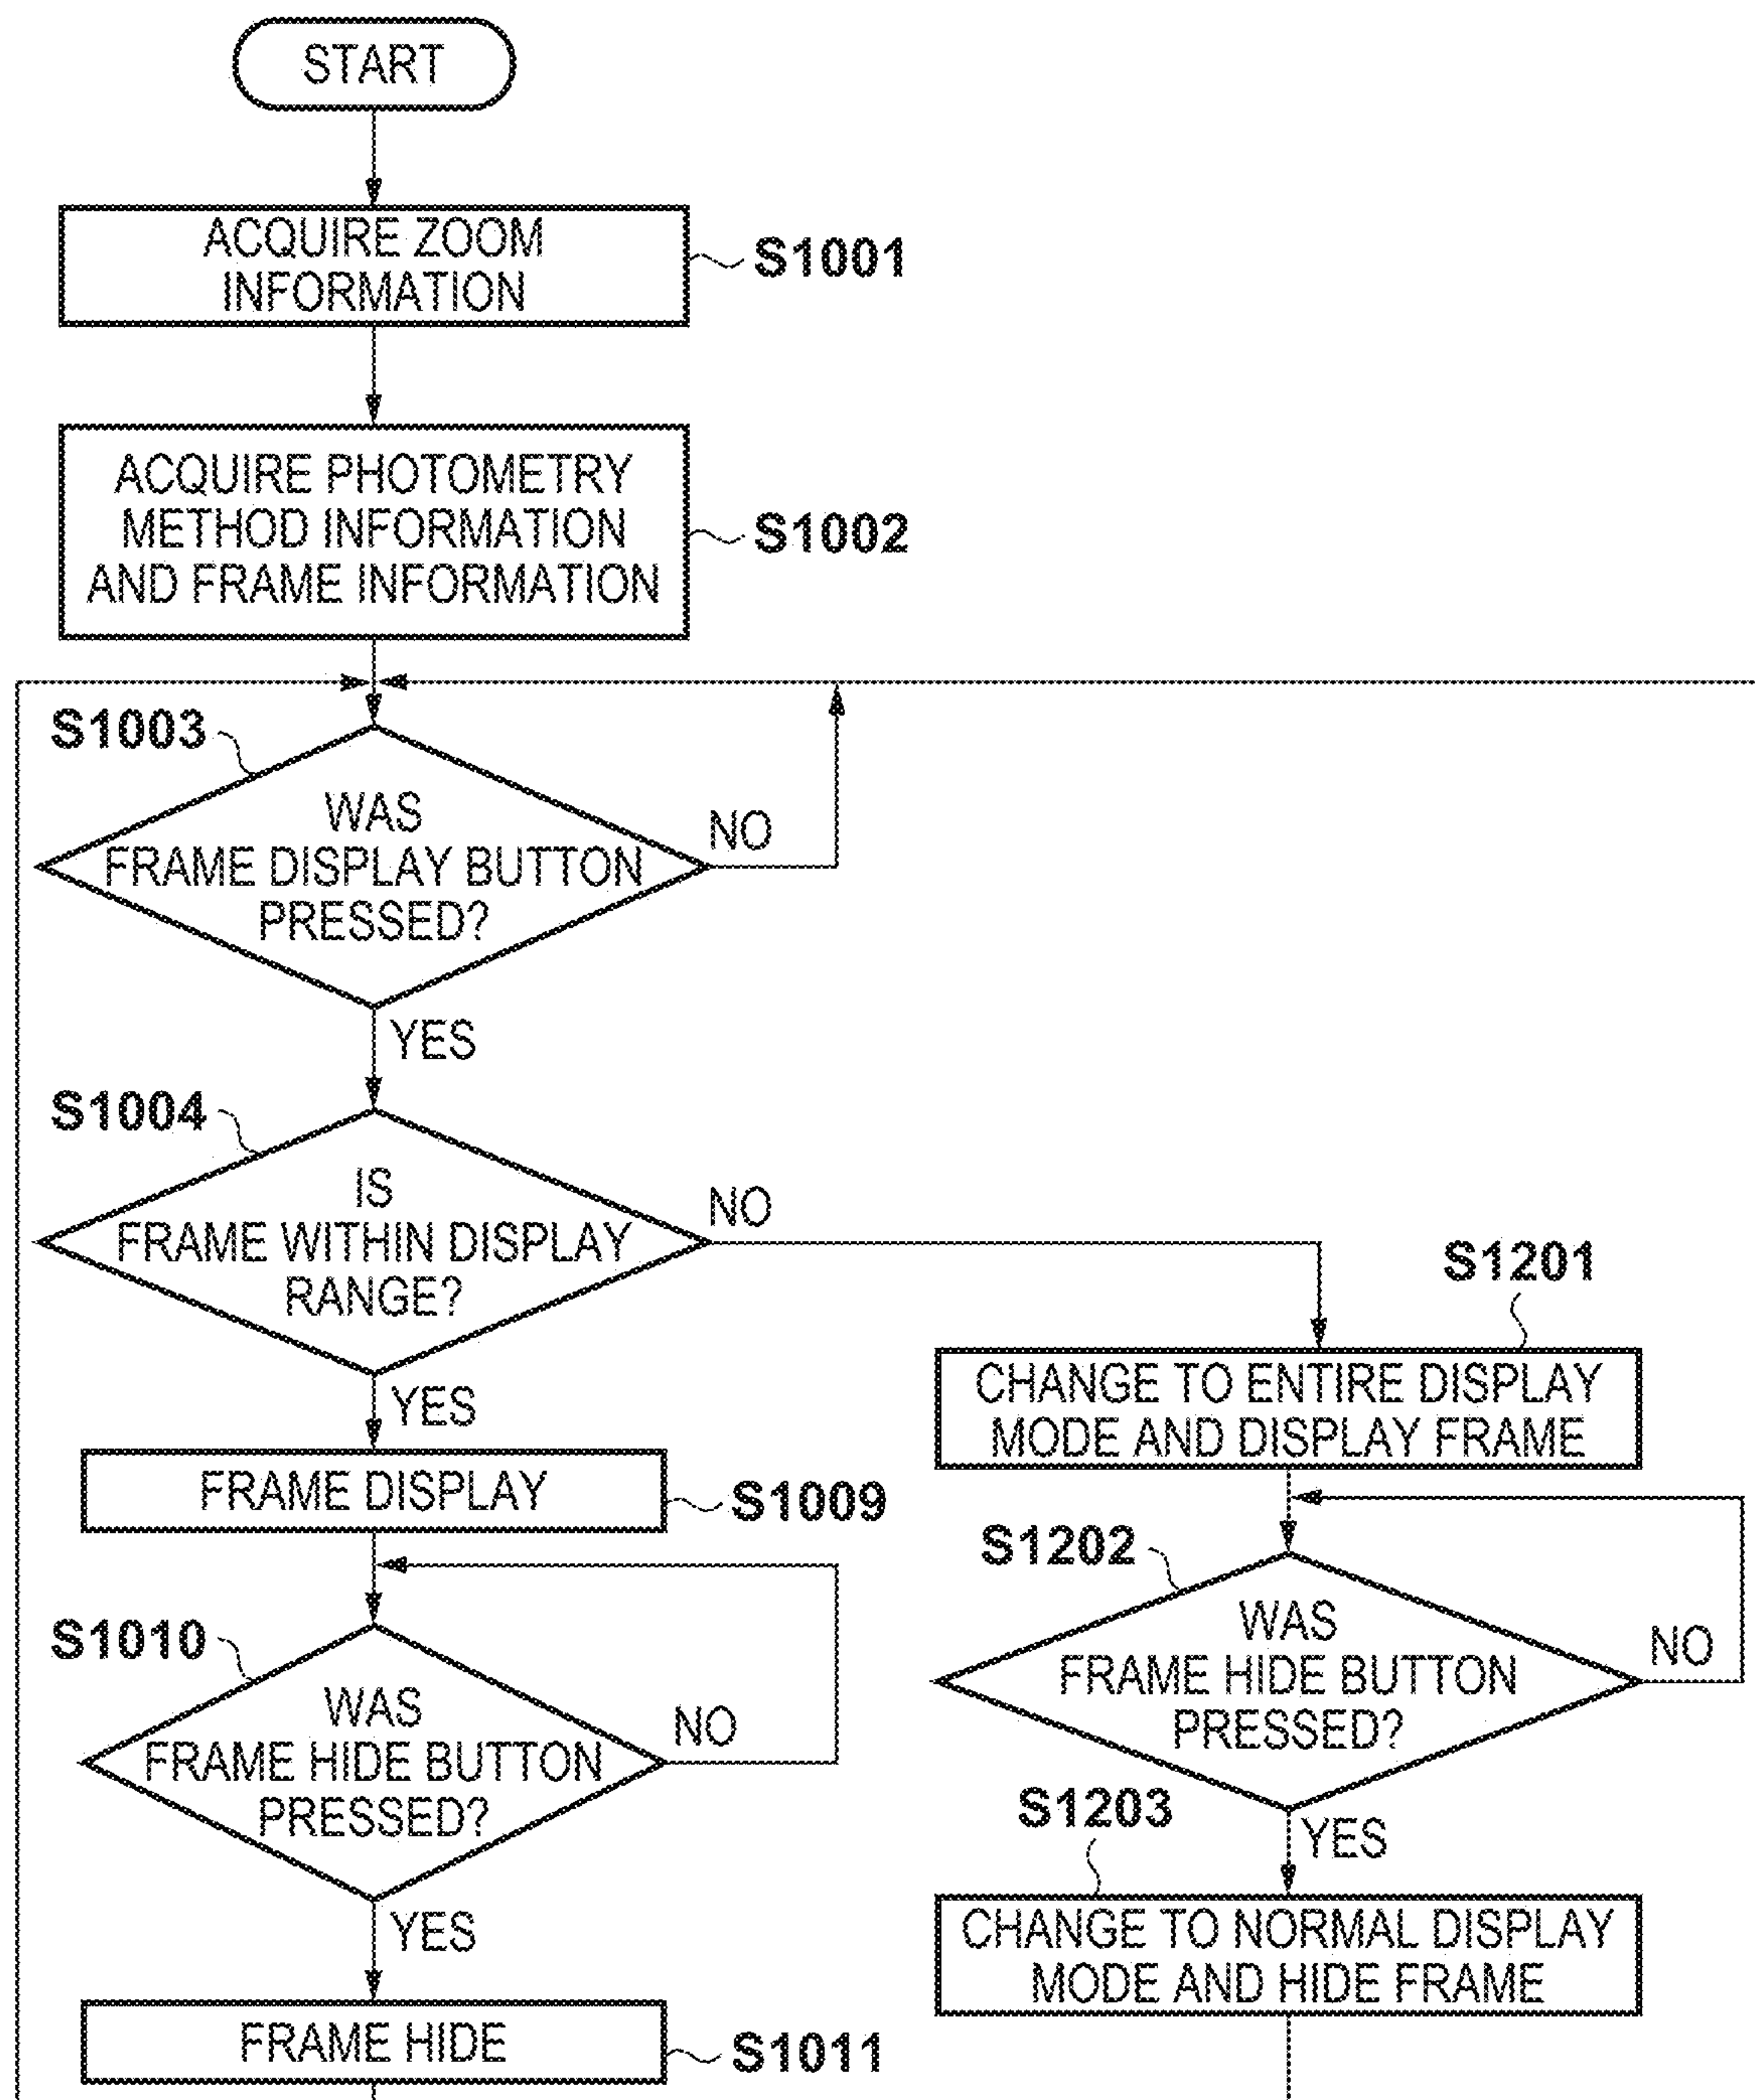 START
ACQUIRE ZOOM
INFORMATION
S1001
ACQUIRE PHOTOMETRY
METHOD INFORMATION
AND FRAME INFORMATION
S1002
S1003
WAS
FRAME DISPLAY BUTTON
PRESSED?
NO
YES
S1004
IS
FRAME WITHIN DISPLAY
RANGE?
NO
YES
FRAME DISPLAY
S1009
S1010
WAS
FRAME HIDE BUTTON
PRESSED?
NO
YES
FRAME HIDE
S1011
S1201
CHANGE TO ENTIRE DISPLAY
MODE AND DISPLAY FRAME
S1202
WAS
FRAME HIDE BUTTON
PRESSED?
NO
YES
S1203
CHANGE TO NORMAL DISPLAY
MODE AND HIDE FRAME